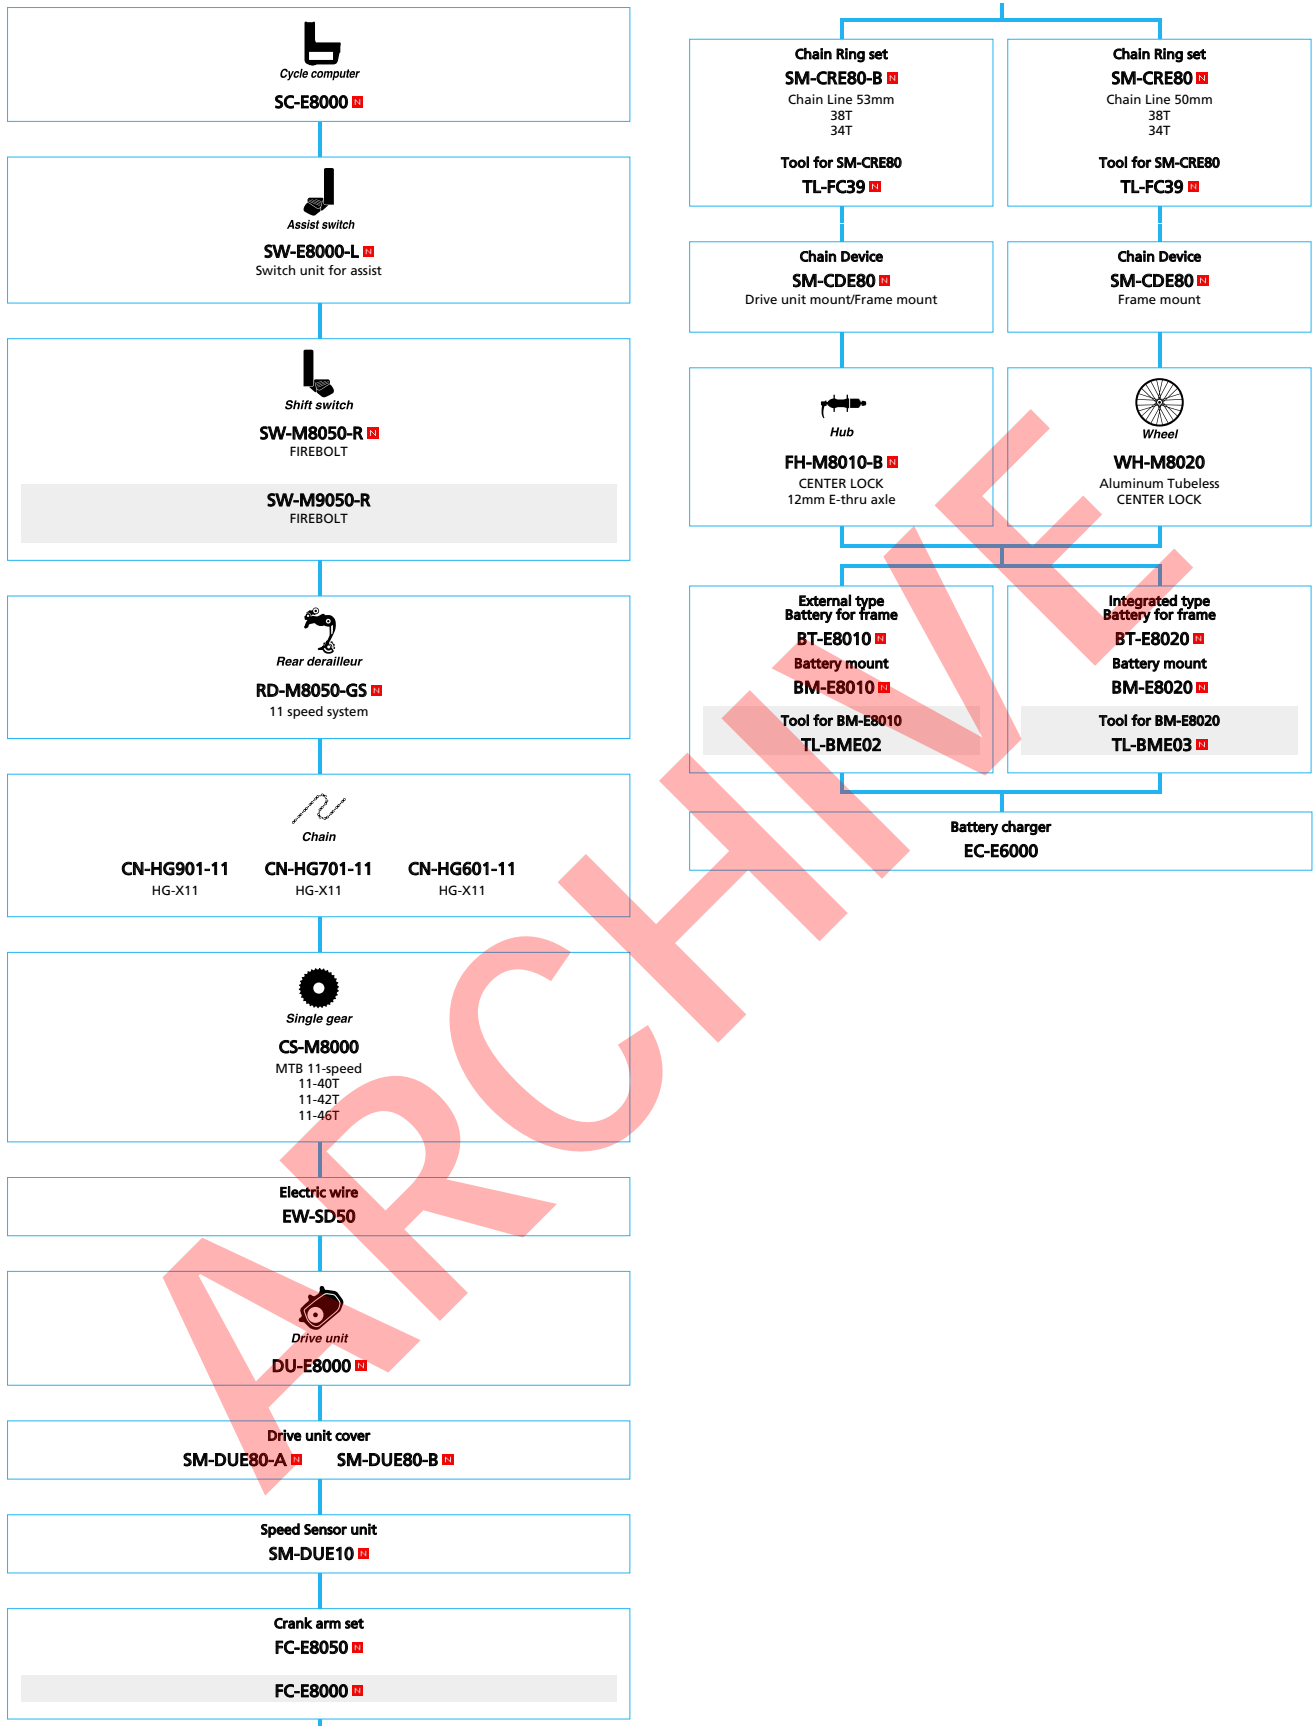 Cycle computer
SC-E8000 N
Assist switch
SW-E8000-L N
Switch unit for assist
Shift switch
SW-M8050-R N
FIREBOLT
SW-M9050-R
FIREBOLT
Rear derailleur
RD-M8050-GS N
11 speed system
Chain
CN-HG901-11 CN-HG701-11 CN-HG601-11
HG-X11 HG-X11 HG-X11
Single gear
CS-M8000
MTB 11-speed
11-40T
11-42T
11-46T
Electric wire
EW-SD50
Drive unit
DU-E8000 N
Drive unit cover
SM-DUE80-A N SM-DUE80-B N
Speed Sensor unit
SM-DUE10 N
Crank arm set
FC-E8050 N
FC-E8000 N
Chain Ring set
SM-CRE80-B N
Chain Line 53mm
38T
34T
Tool for SM-CRE80
TL-FC39 N
Chain Ring set
SM-CRE80 N
Chain Line 50mm
38T
34T
Tool for SM-CRE80
TL-FC39 N
Chain Device
SM-CDE80 N
Drive unit mount/Frame mount
Chain Device
SM-CDE80 N
Frame mount
Hub
FH-M8010-B N
CENTER LOCK
12mm E-thru axle
Wheel
WH-M8020
Aluminum Tubeless
CENTER LOCK
External type
Battery for frame
BT-E8010 N
Battery mount
BM-E8010 N
Tool for BM-E8010
TL-BME02
Integrated type
Battery for frame
BT-E8020 N
Battery mount
BM-E8020 N
Tool for BM-E8020
TL-BME03 N
Battery charger
EC-E6000
ARCHIVE